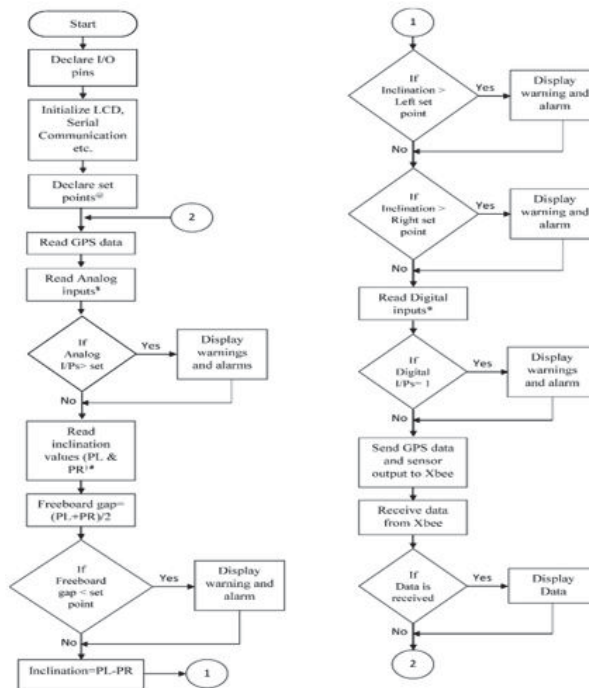 Start
Declare I/O
pins
Initialize LCD,
Serial
Communication
etc.
Declare set
points@
2
Read GPS data
Read Analog
inputs$
If
Analog
I/Ps> set
Yes
Display
warnings
and alarms
No
Read
inclination
values (PL &
PR)#
Freeboard gap=
(PL+PR)/2
If
Freeboard
gap < set
point
Yes
Display
warning and
alarm
No
Inclination=PL-PR
1
1
If
Inclination >
Left set
point
Yes
Display
warning and
alarm
No
If
Inclination >
Right set
point
Yes
Display
warning and
alarm
No
Read Digital
inputs*
If
Digital
I/Ps= 1
Yes
Display
warnings and
alarm
No
Send GPS data
and sensor
output to Xbee
Receive data
from Xbee
If
Data is
received
Yes
Display
Data
No
2